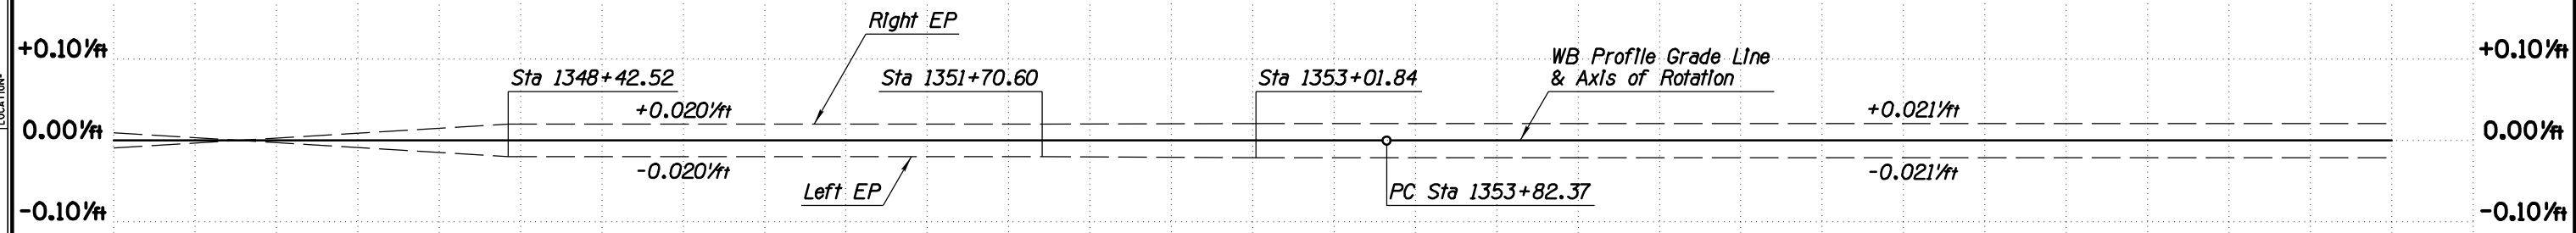 Right EP
+0.10'/ft
WB Profile Grade Line
& Axis of Rotation
+0.10'/ft
Sta 1348+42.52
Sta 1351+70.60
Sta 1353+01.84
+0.020'/ft
+0.021'/ft
0.00'/ft
0.00'/ft
-0.020'/ft
-0.021'/ft
Left EP
PC Sta 1353+82.37
-0.10'/ft
-0.10'/ft
LOCATION-